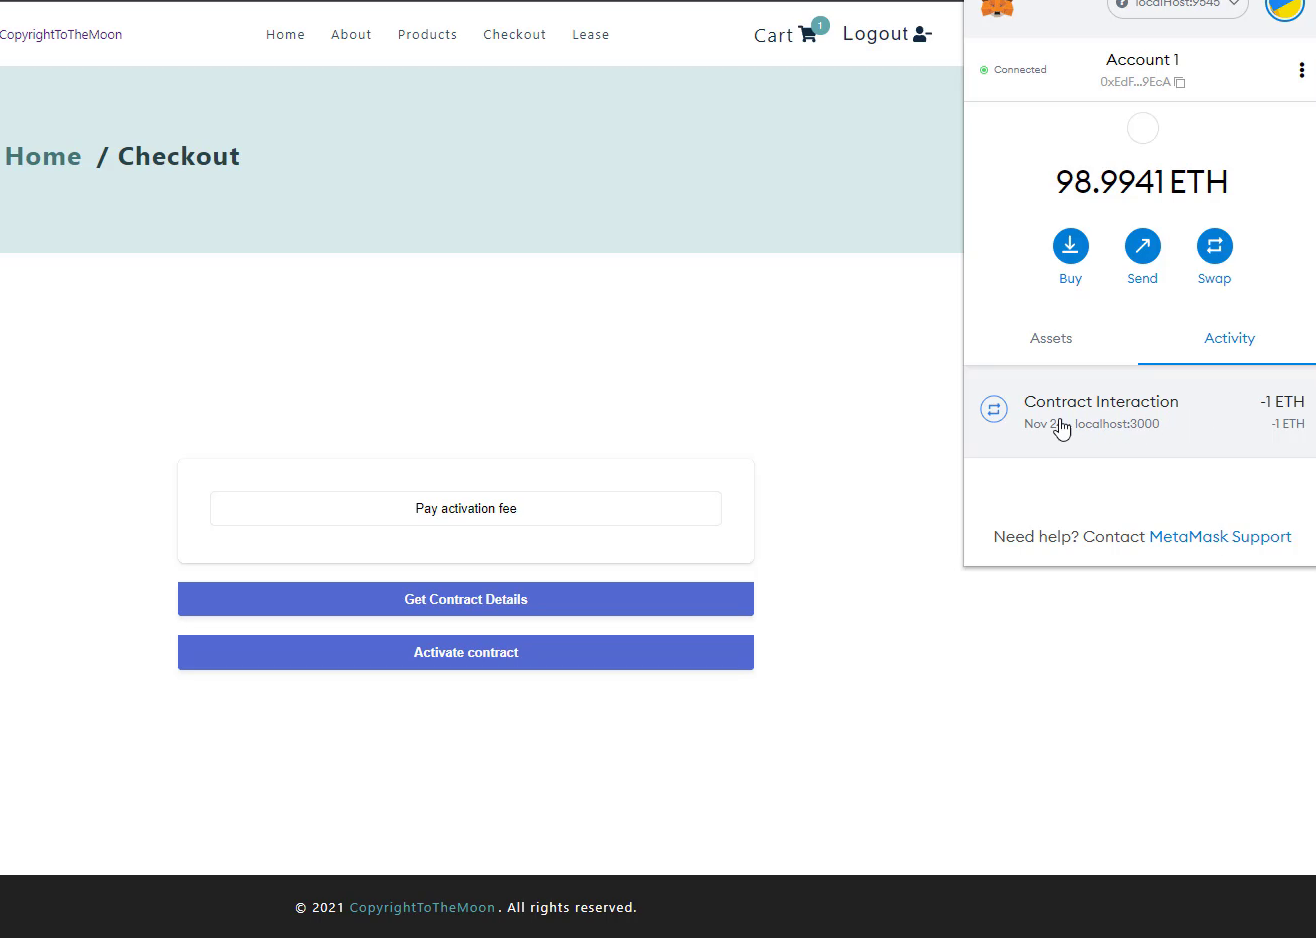 CopyrightToTheMoon
Home About Products Checkout Lease
Cart 1 Logout
Home / Checkout
Pay activation fee
Get Contract Details
Activate contract
© 2021 CopyrightToTheMoon . All rights reserved.
localHost:9545
Connected
Account 1
0xEdF...9EcA
98.9941 ETH
Buy Send Swap
Assets Activity
Contract Interaction -1 ETH
Nov localhost:3000 -1 ETH
Need help? Contact MetaMask Support